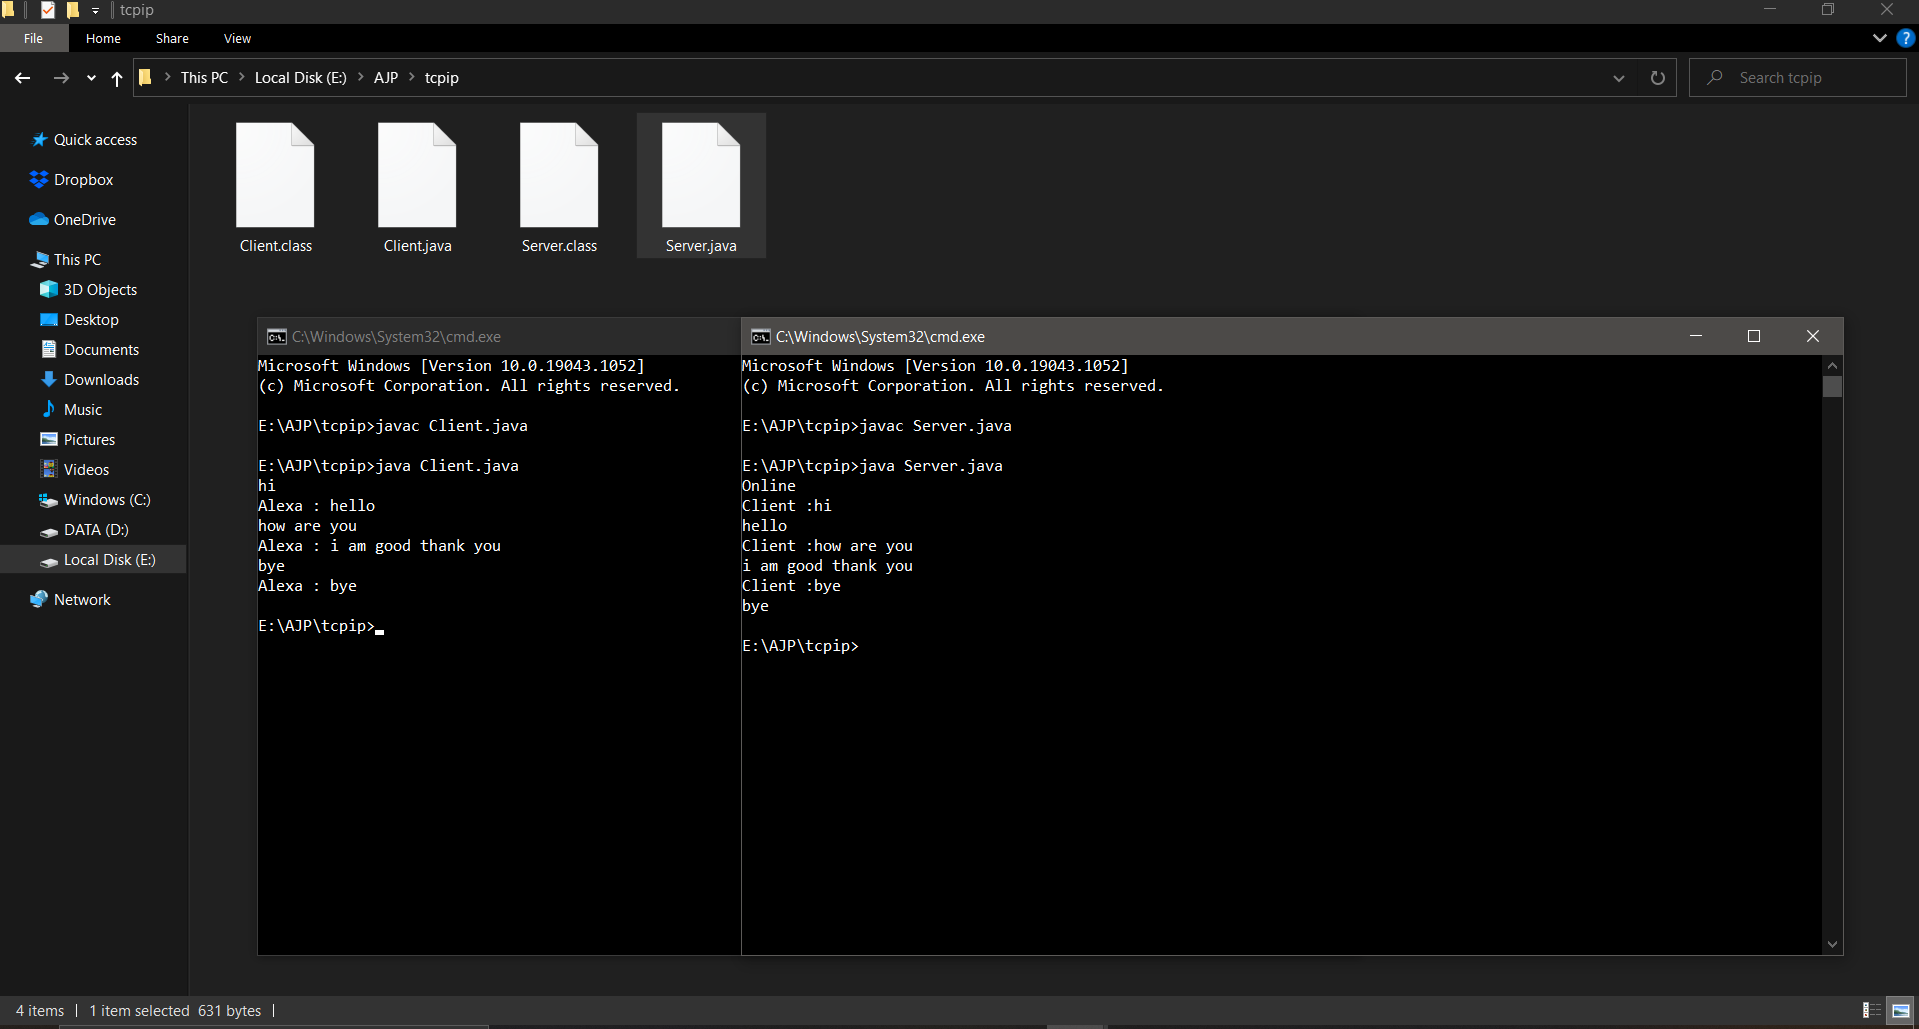 tcpip
File Home Share View
This PC Local Disk (E:) AJP tcpip
Search tcpip
Quick access
Dropbox
OneDrive
This PC
3D Objects
Desktop
Documents
Downloads
Music
Pictures
Videos
Windows (C:)
DATA (D:)
Local Disk (E:)
Network
Client.class
Client.java
Server.class
Server.java
C:\Windows\System32\cmd.exe
Microsoft Windows [Version 10.0.19043.1052]
(c) Microsoft Corporation. All rights reserved.
E:\AJP\tcpip>javac Client.java
E:\AJP\tcpip>java Client.java
hi
Alexa : hello
how are you
Alexa : i am good thank you
bye
Alexa : bye
E:\AJP\tcpip>
C:\Windows\System32\cmd.exe
Microsoft Windows [Version 10.0.19043.1052]
(c) Microsoft Corporation. All rights reserved.
E:\AJP\tcpip>javac Server.java
E:\AJP\tcpip>java Server.java
Online
Client :hi
hello
Client :how are you
i am good thank you
Client :bye
bye
E:\AJP\tcpip>
4 items 1 item selected 631 bytes